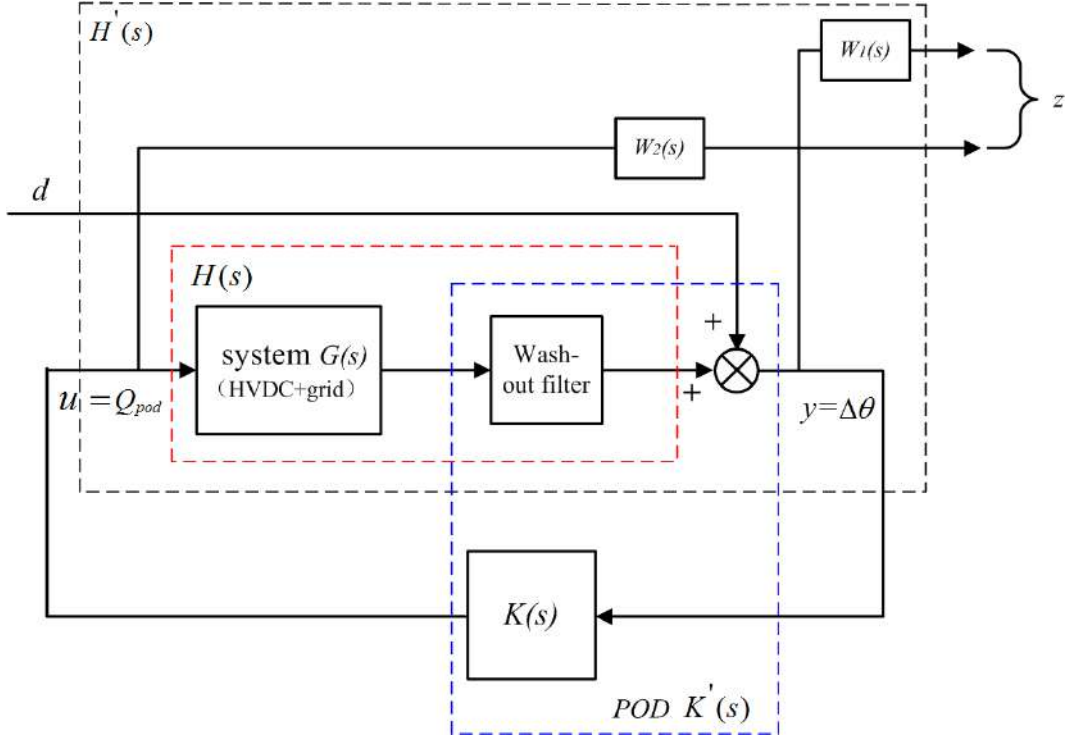 H'(s)
W1(s)
z
W2(s)
d
H(s)
+
system G(s)
(HVDC+grid)
Wash-
out filter
+
u = Qpod
y=Δθ
K(s)
POD K'(s)